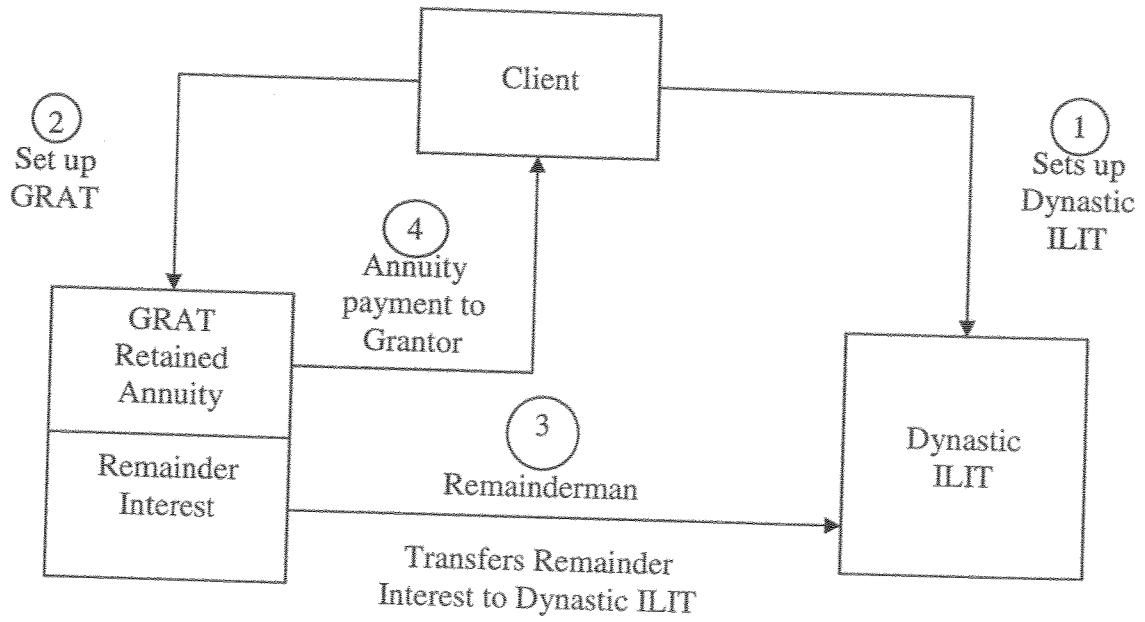 Client
2
Set up
GRAT
1
Sets up
Dynastic
ILIT
4
Annuity
payment to
Grantor
GRAT
Retained
Annuity
Remainder
Interest
3
Remainderman
Transfers Remainder
Interest to Dynastic ILIT
Dynastic
ILIT